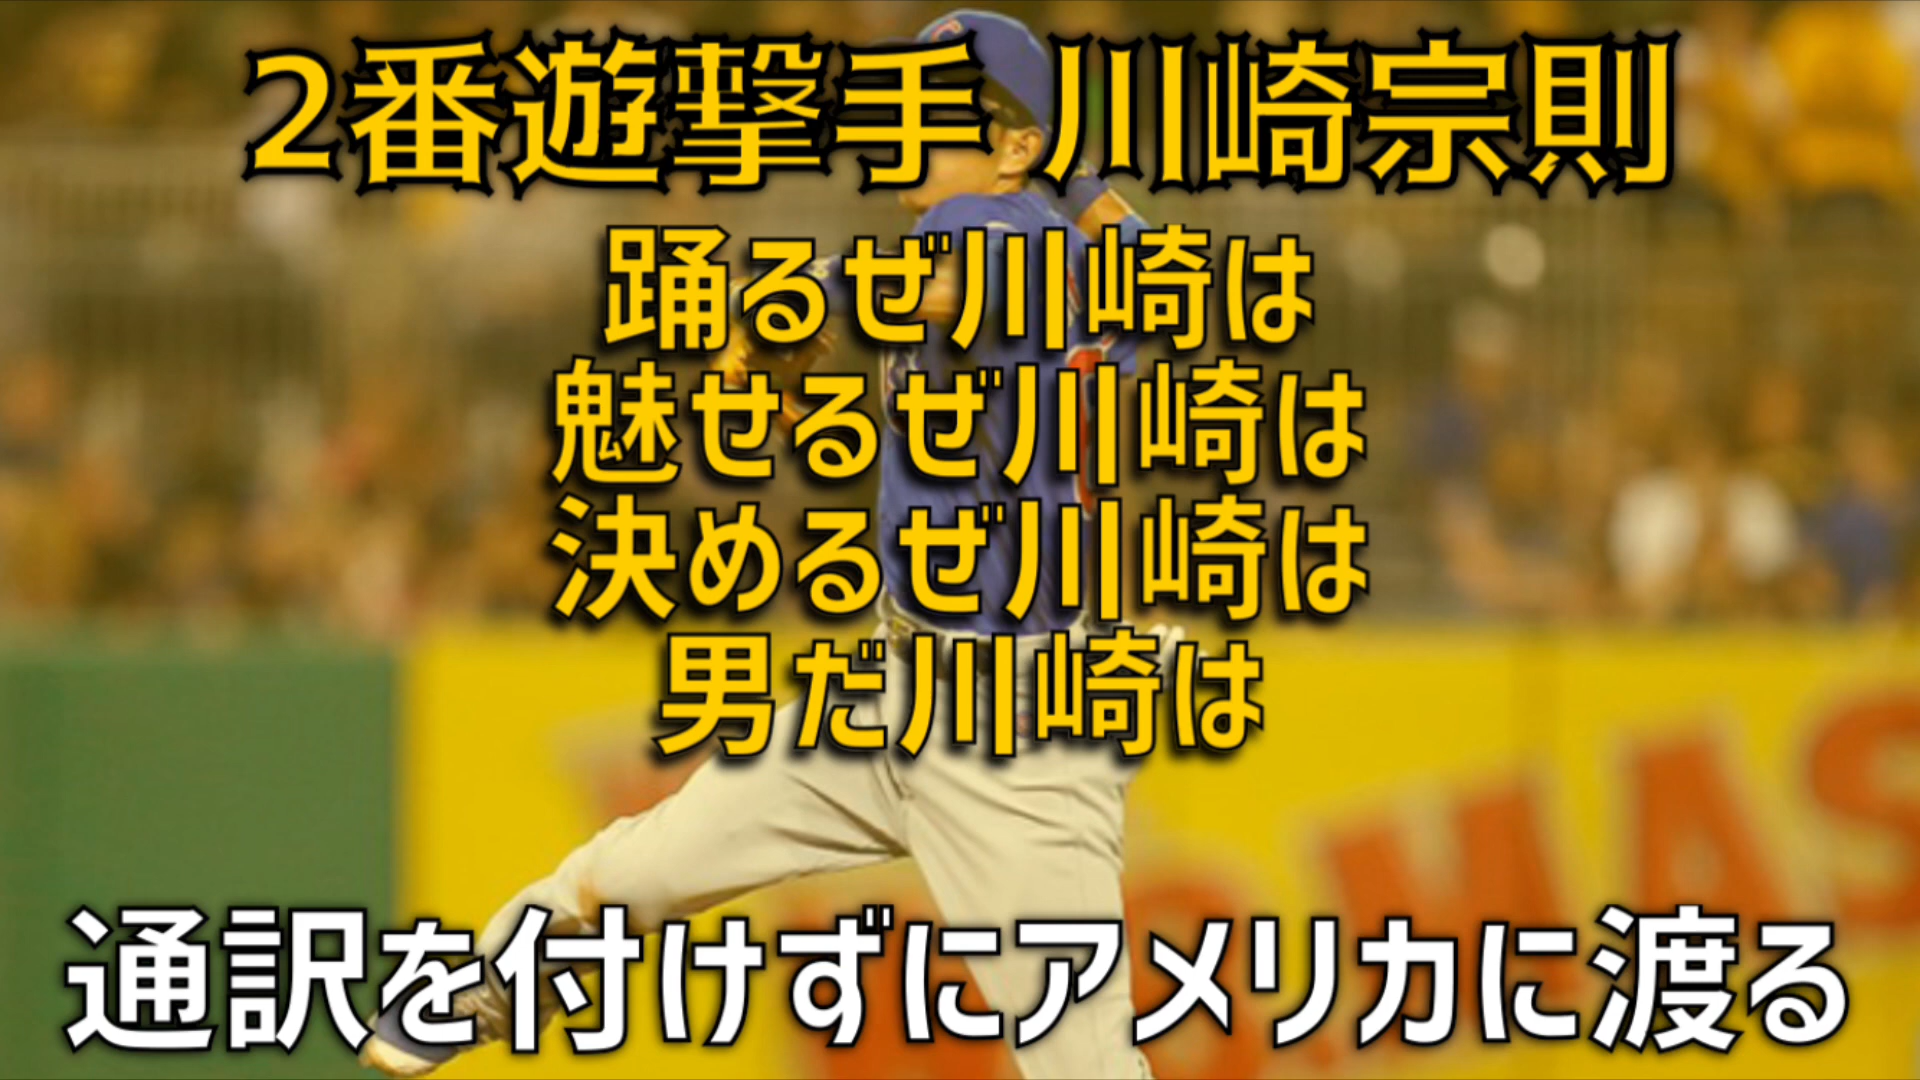 2番遊撃手 川崎宗則
踊るぜ川崎は
魅せるぜ川崎は
決めるぜ川崎は
男だ川崎は
通訳を付けずにアメリカに渡る